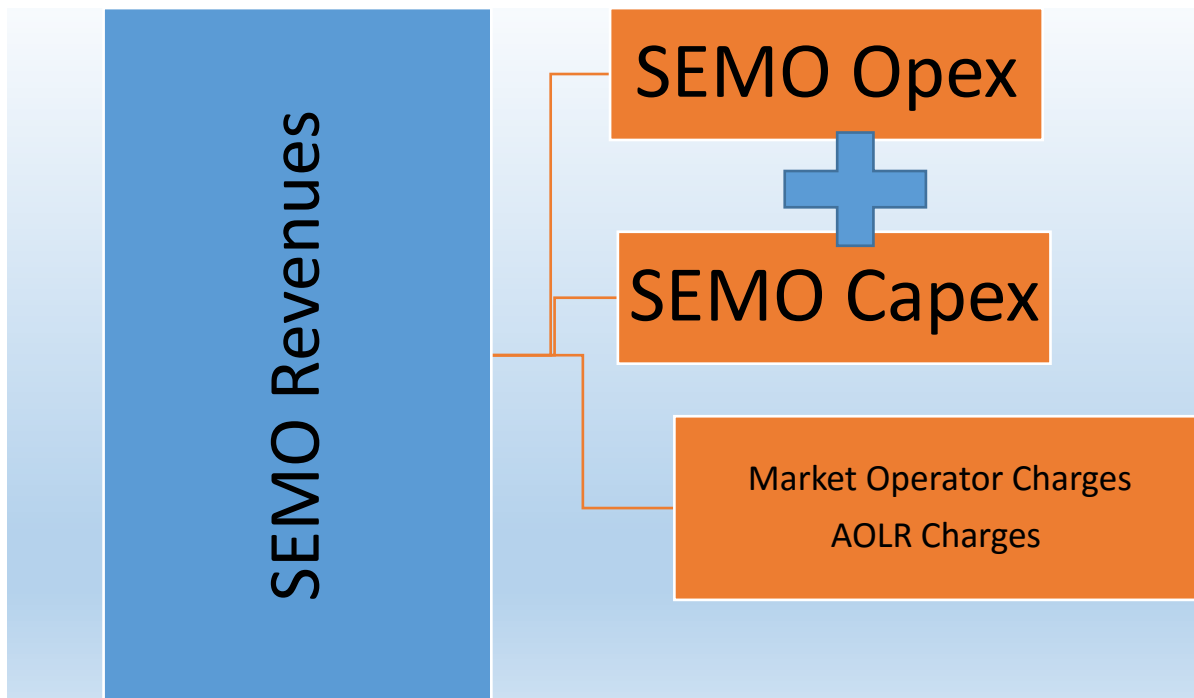 SEMO Revenues
SEMO Opex
SEMO Capex
Market Operator Charges
AOLR Charges